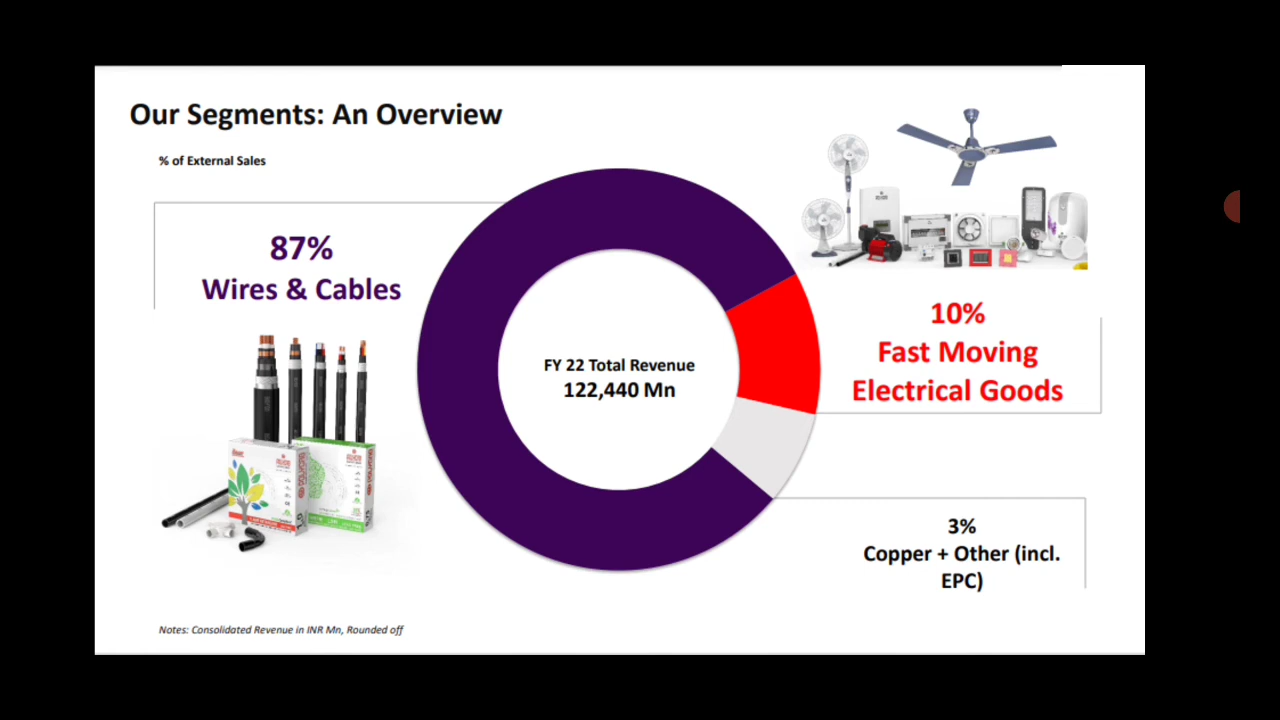 Our Segments: An Overview
% of External Sales
87%
Wires & Cables
FY 22 Total Revenue
122,440 Mn
10%
Fast Moving
Electrical Goods
3%
Copper + Other (incl.
EPC)
Notes: Consolidated Revenue in INR Mn, Rounded off